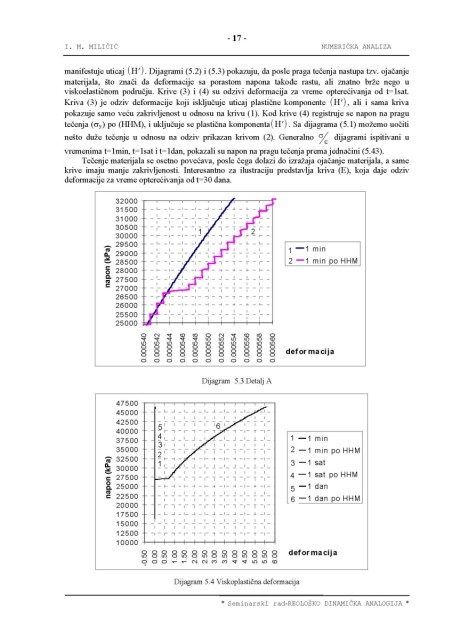 - 17 -
I. M. MILIČIĆ NUMERIČKA ANALIZA
manifestuje uticaj (H′). Dijagrami (5.2) i (5.3) pokazuju, da posle praga tečenja nastupa tzv. ojačanje
materijala, što znači da deformacije sa porastom napona takođe rastu, ali znatno brže nego u
viskoelastičnom području. Krive (3) i (4) su odzivi deformacija za vreme opterećivanja od t=1sat.
Kriva (3) je odziv deformacije koji isključuje uticaj plastične komponente (H′), ali i sama kriva
pokazuje samo veću zakrivljenost u odnosu na krivu (1). Kod krive (4) registruje se napon na pragu
tečenja (σᵧ) po (HHM), i uključuje se plastična komponenta(H′). Sa dijagrama (5.1) možemo uočiti
nešto duže tečenje u odnosu na odziv prikazan krivom (2). Generalno σ/ε dijagrami ispitivani u
vremenima t=1min, t=1sat i t=1dan, pokazali su napon na pragu tečenja prema jednačini (5.43).
Tečenje materijala se osetno povećava, posle čega dolazi do izražaja ojačanje materijala, a same
krive imaju manje zakrivljenosti. Interesantno za ilustraciju predstavlja kriva (E), koja daje odziv
deformacije za vreme opterećivanja od t=30 dana.
napon (kPa)
32000
31500
31000
30500
30000
29500
29000
28500
28000
27500
27000
26500
26000
25500
25000
1
2
0.000540
0.000542
0.000544
0.000546
0.000548
0.000550
0.000552
0.000554
0.000556
0.000558
0.000560
deformacija
1 1 min
2 1 min po HHM
Dijagram 5.3 Detalj A
napon (kPa)
47500
45000
42500
40000
37500
35000
32500
30000
27500
25000
22500
20000
17500
15000
12500
10000
5
4
3
2
1
6
-0.50
0.00
0.50
1.00
1.50
2.00
2.50
3.00
3.50
4.00
4.50
5.00
5.50
6.00
deformacija
1 1 min
2 1 min po HHM
3 1 sat
4 1 sat po HHM
5 1 dan
6 1 dan po HHM
Dijagram 5.4 Viskoplastična deformacija
* Seminarski rad-REOLOŠKO DINAMIČKA ANALOGIJA *